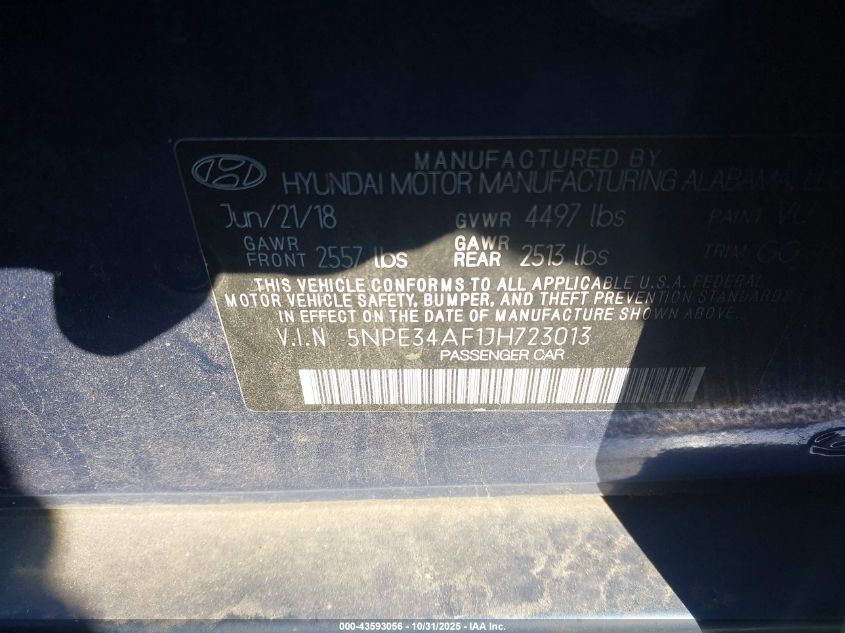 MANUFACTURED BY
HYUNDAI MOTOR MANUFACTURING ALABAMA, LLC
Jun/21/18 GVWR 4497 lbs PAINT
GAWR FRONT 2557 lbs GAWR REAR 2513 lbs TRIM
THIS VEHICLE CONFORMS TO ALL APPLICABLE U.S.A. FEDERAL
MOTOR VEHICLE SAFETY, BUMPER, AND THEFT PREVENTION STANDARDS
IN EFFECT ON THE DATE OF MANUFACTURE SHOWN ABOVE.
V.I.N 5NPE34AF1JH723013
PASSENGER CAR
000-43593056 - 10/31/2025 - IAA Inc.